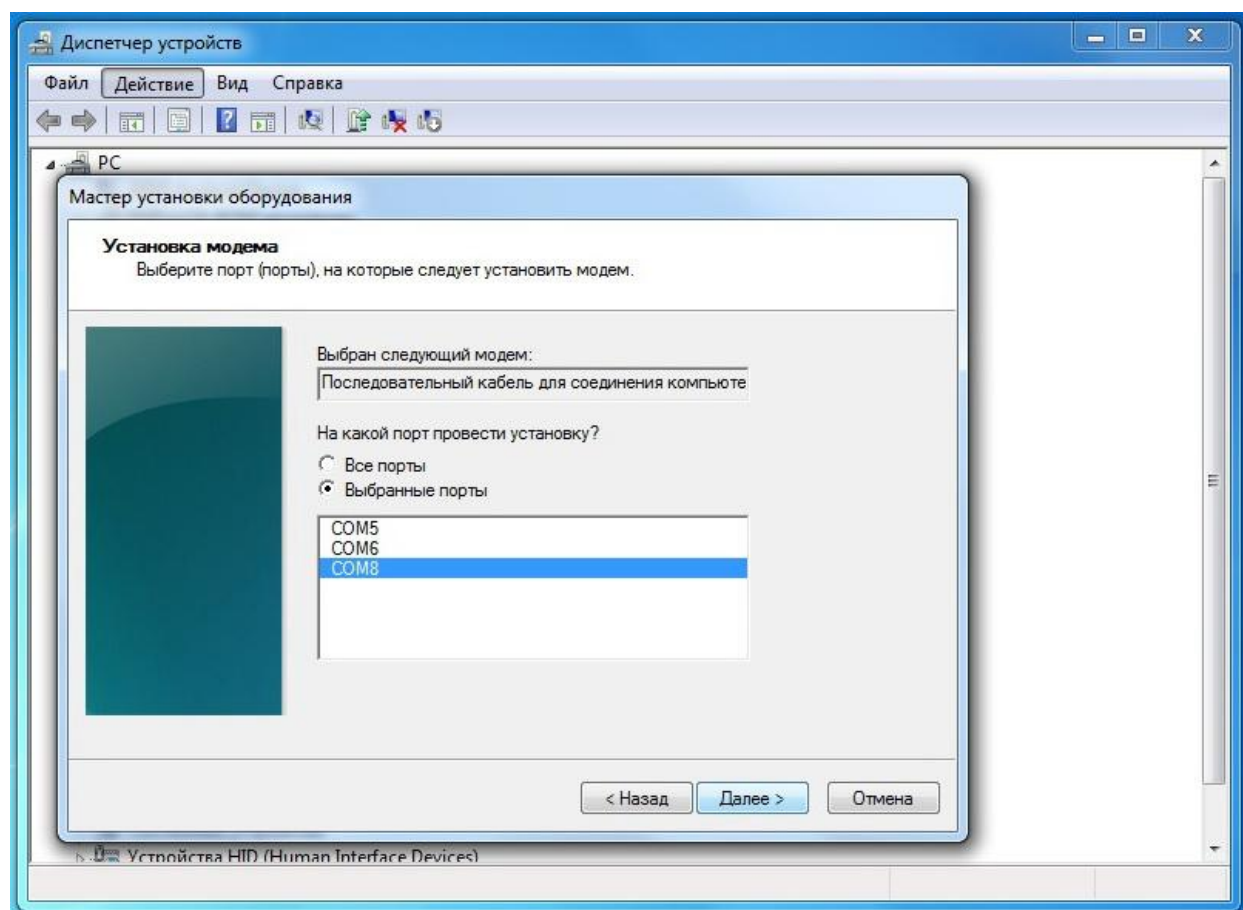 Диспетчер устройств
Файл Действие Вид Справка
PC
Мастер установки оборудования
Установка модема
Выберите порт (порты), на которые следует установить модем.
Выбран следующий модем:
Последовательный кабель для соединения компьюте
На какой порт провести установку?
Все порты
Выбранные порты
COM5
COM6
COM8
< Назад Далее > Отмена
Устройства HID (Human Interface Devices)